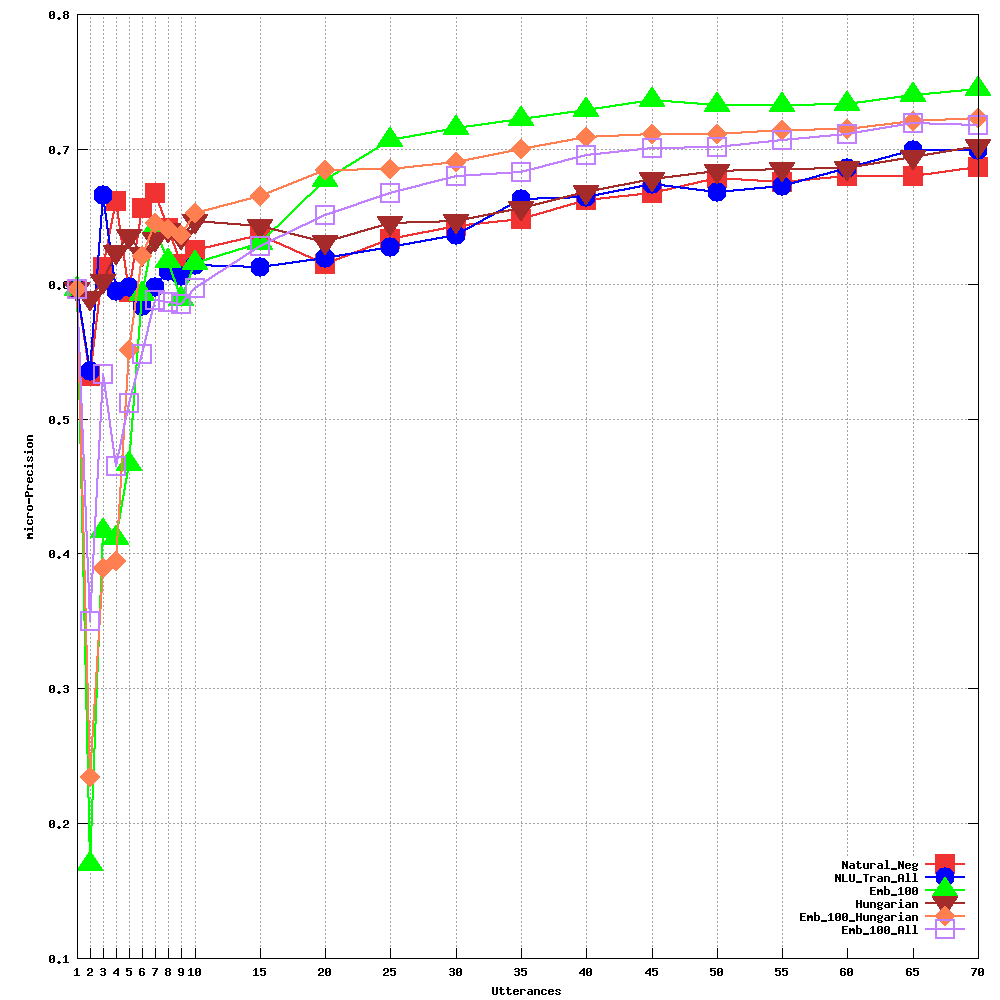 0.8
0.7
0.6
0.5
0.4
0.3
0.2
0.1
micro-Precision
1 2 3 4 5 6 7 8 9 10 15 20 25 30 35 40 45 50 55 60 65 70
Utterances
Natural_Neg
NLU_Tran_All
Emb_100
Hungarian
Emb_100_Hungarian
Emb_100_All